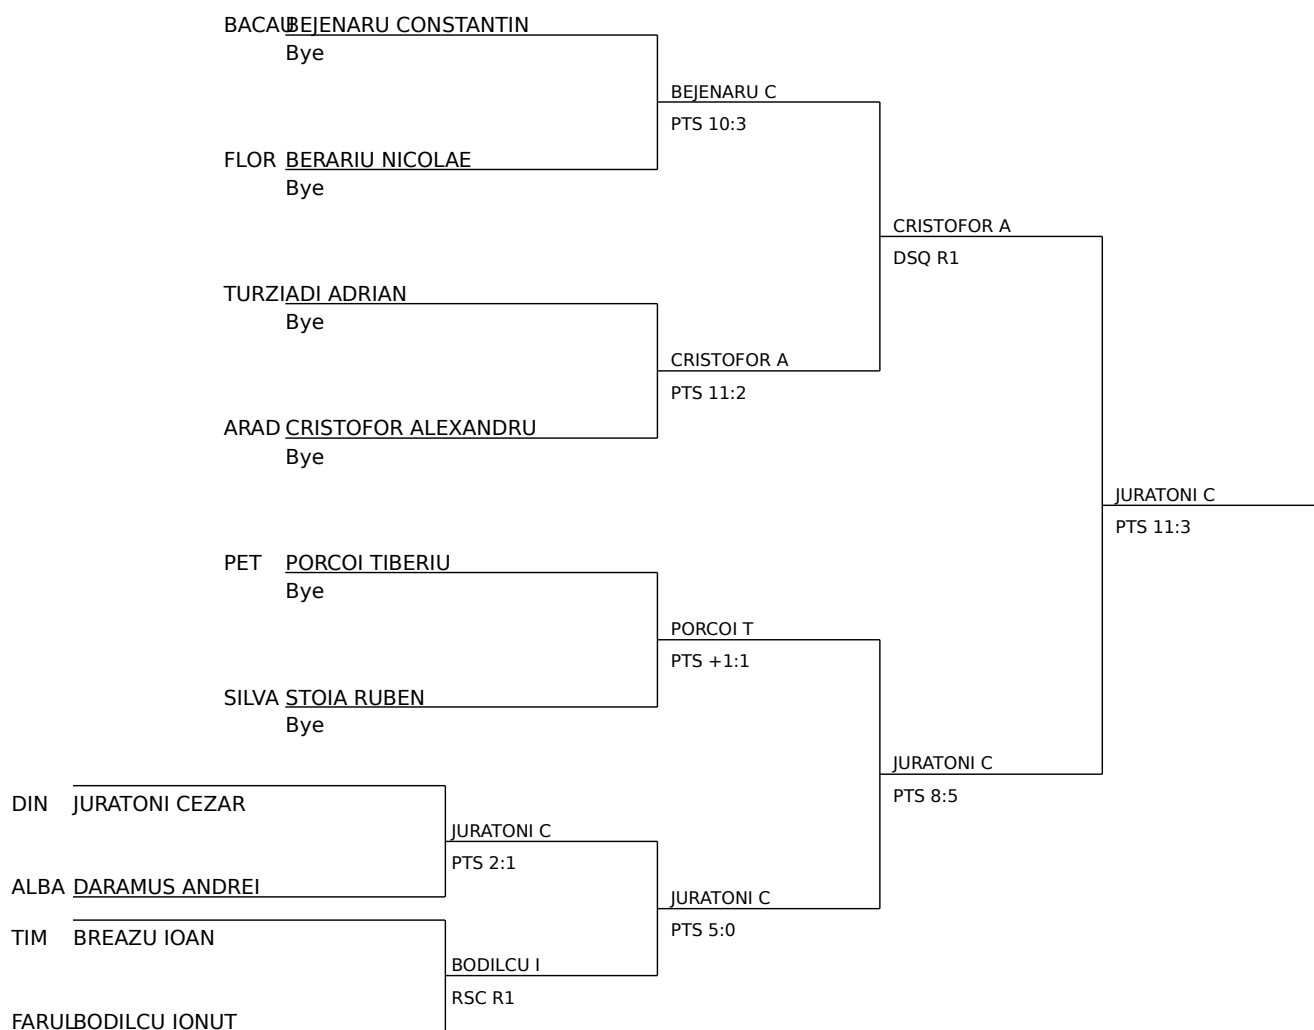 BACAU BEJENARU CONSTANTIN
Bye
BEJENARU C
PTS 10:3
FLOR BERARIU NICOLAE
Bye
CRISTOFOR A
DSQ R1
TURZI ADI ADRIAN
Bye
CRISTOFOR A
PTS 11:2
ARAD CRISTOFOR ALEXANDRU
Bye
JURATONI C
PTS 11:3
PET PORCOI TIBERIU
Bye
PORCOI T
PTS +1:1
SILVA STOIA RUBEN
Bye
JURATONI C
PTS 8:5
DIN JURATONI CEZAR
JURATONI C
PTS 2:1
ALBA DARAMUS ANDREI
JURATONI C
PTS 5:0
TIM BREAZU IOAN
BODILCU I
RSC R1
FARUL BODILCU IONUT